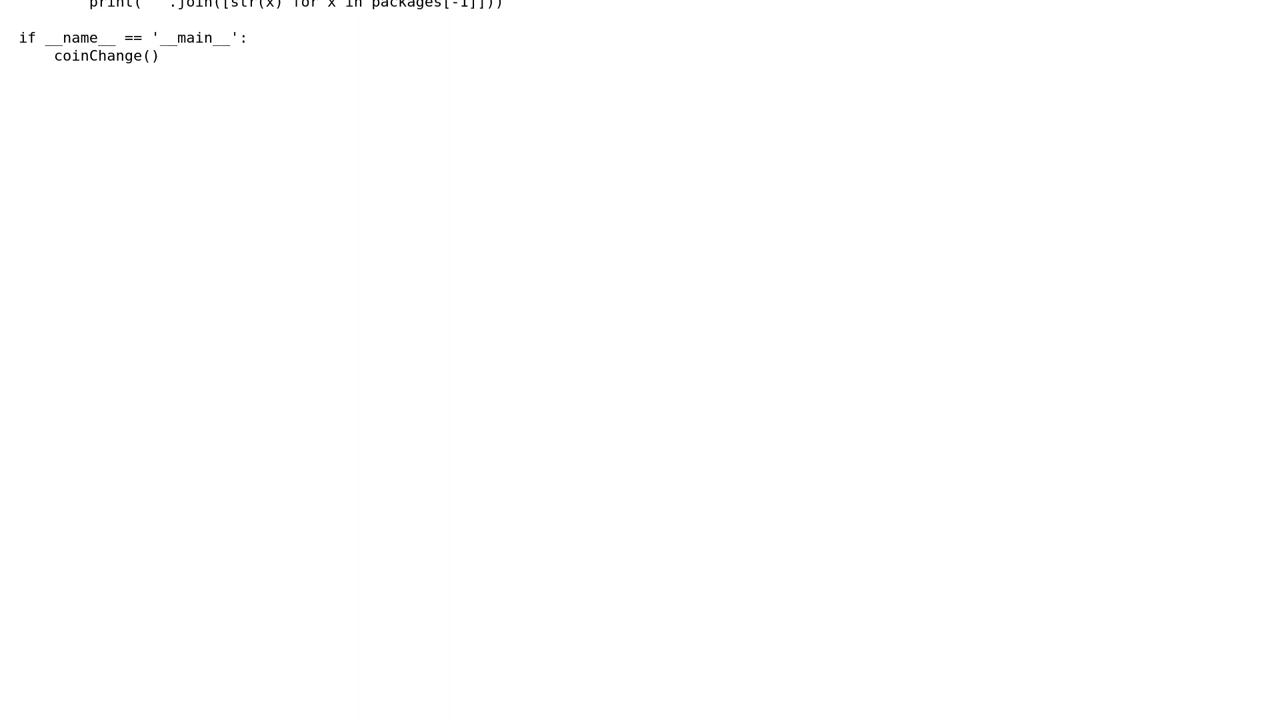 print(" ".join([str(x) for x in packages[-1]]))
if __name__ == '__main__':
coinChange()